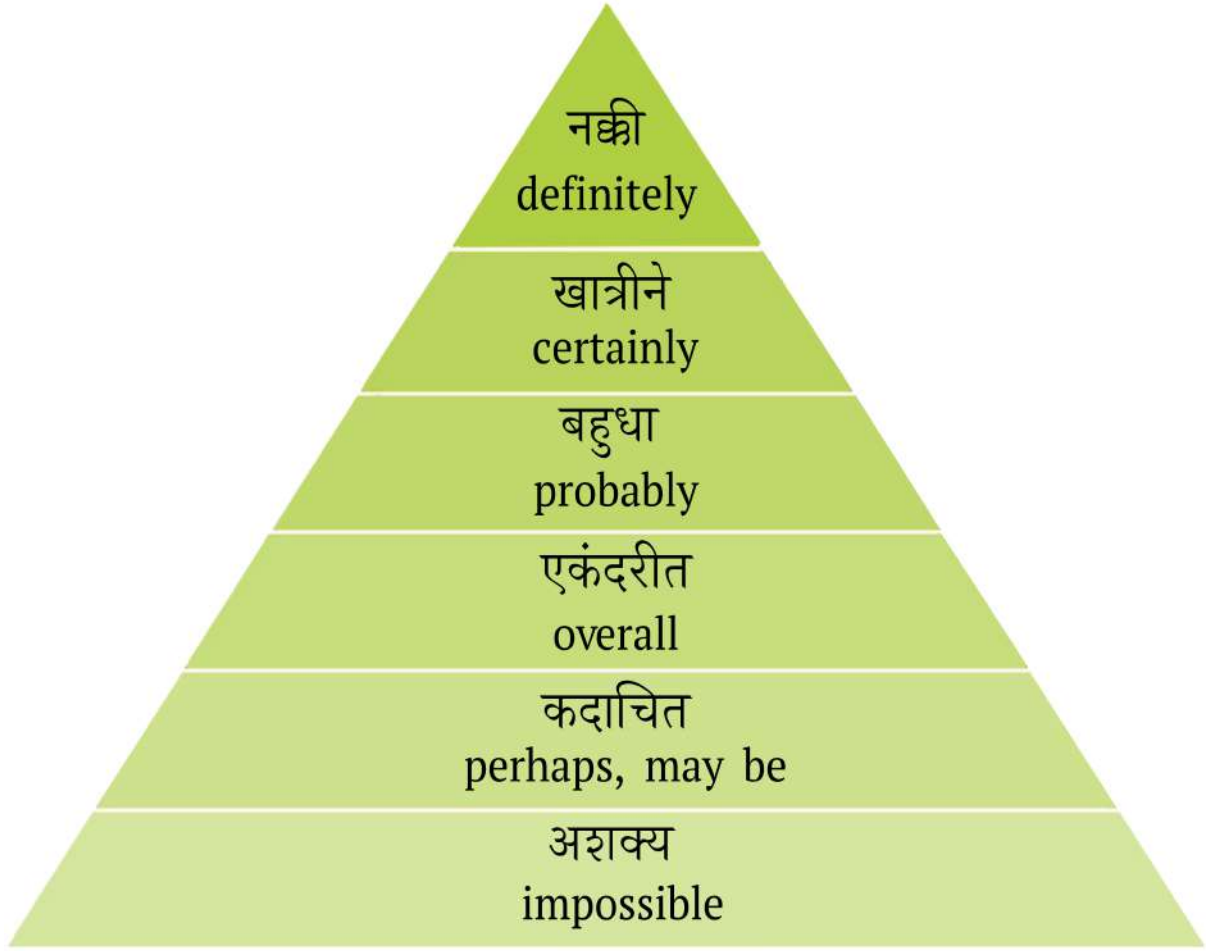 नक्की
definitely
खात्रीने
certainly
बहुधा
probably
एकंदरीत
overall
कदाचित
perhaps, may be
अशक्य
impossible